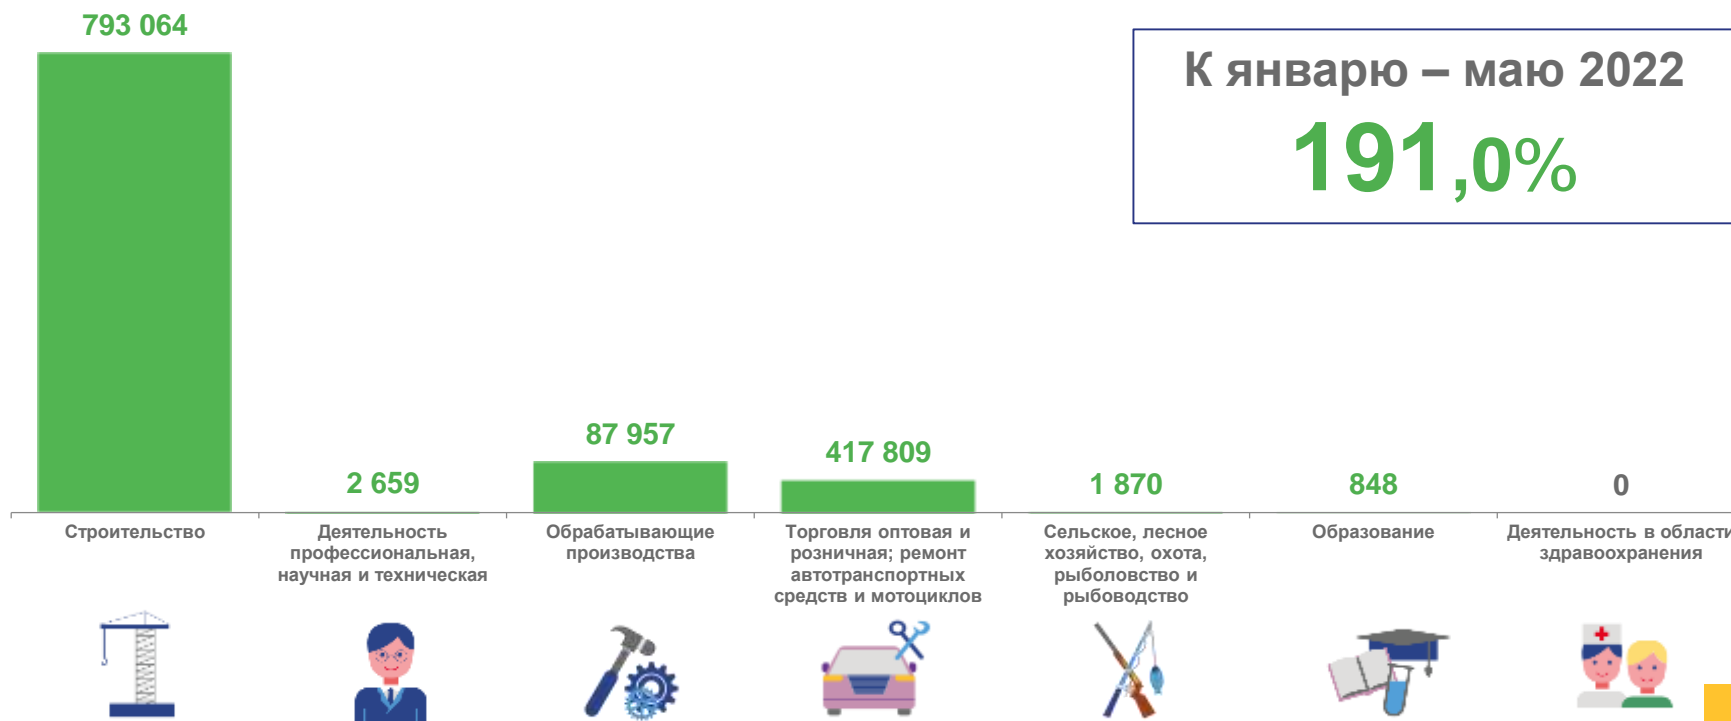 793 064
К январю – маю 2022
191,0%
87 957
417 809
2 659
1 870
848
0
Строительство
Деятельность
профессиональная,
научная и техническая
Обрабатывающие
производства
Торговля оптовая и
розничная; ремонт
автотранспортных
средств и мотоциклов
Сельское, лесное
хозяйство, охота,
рыболовство и
рыбоводство
Образование
Деятельность в области
здравоохранения